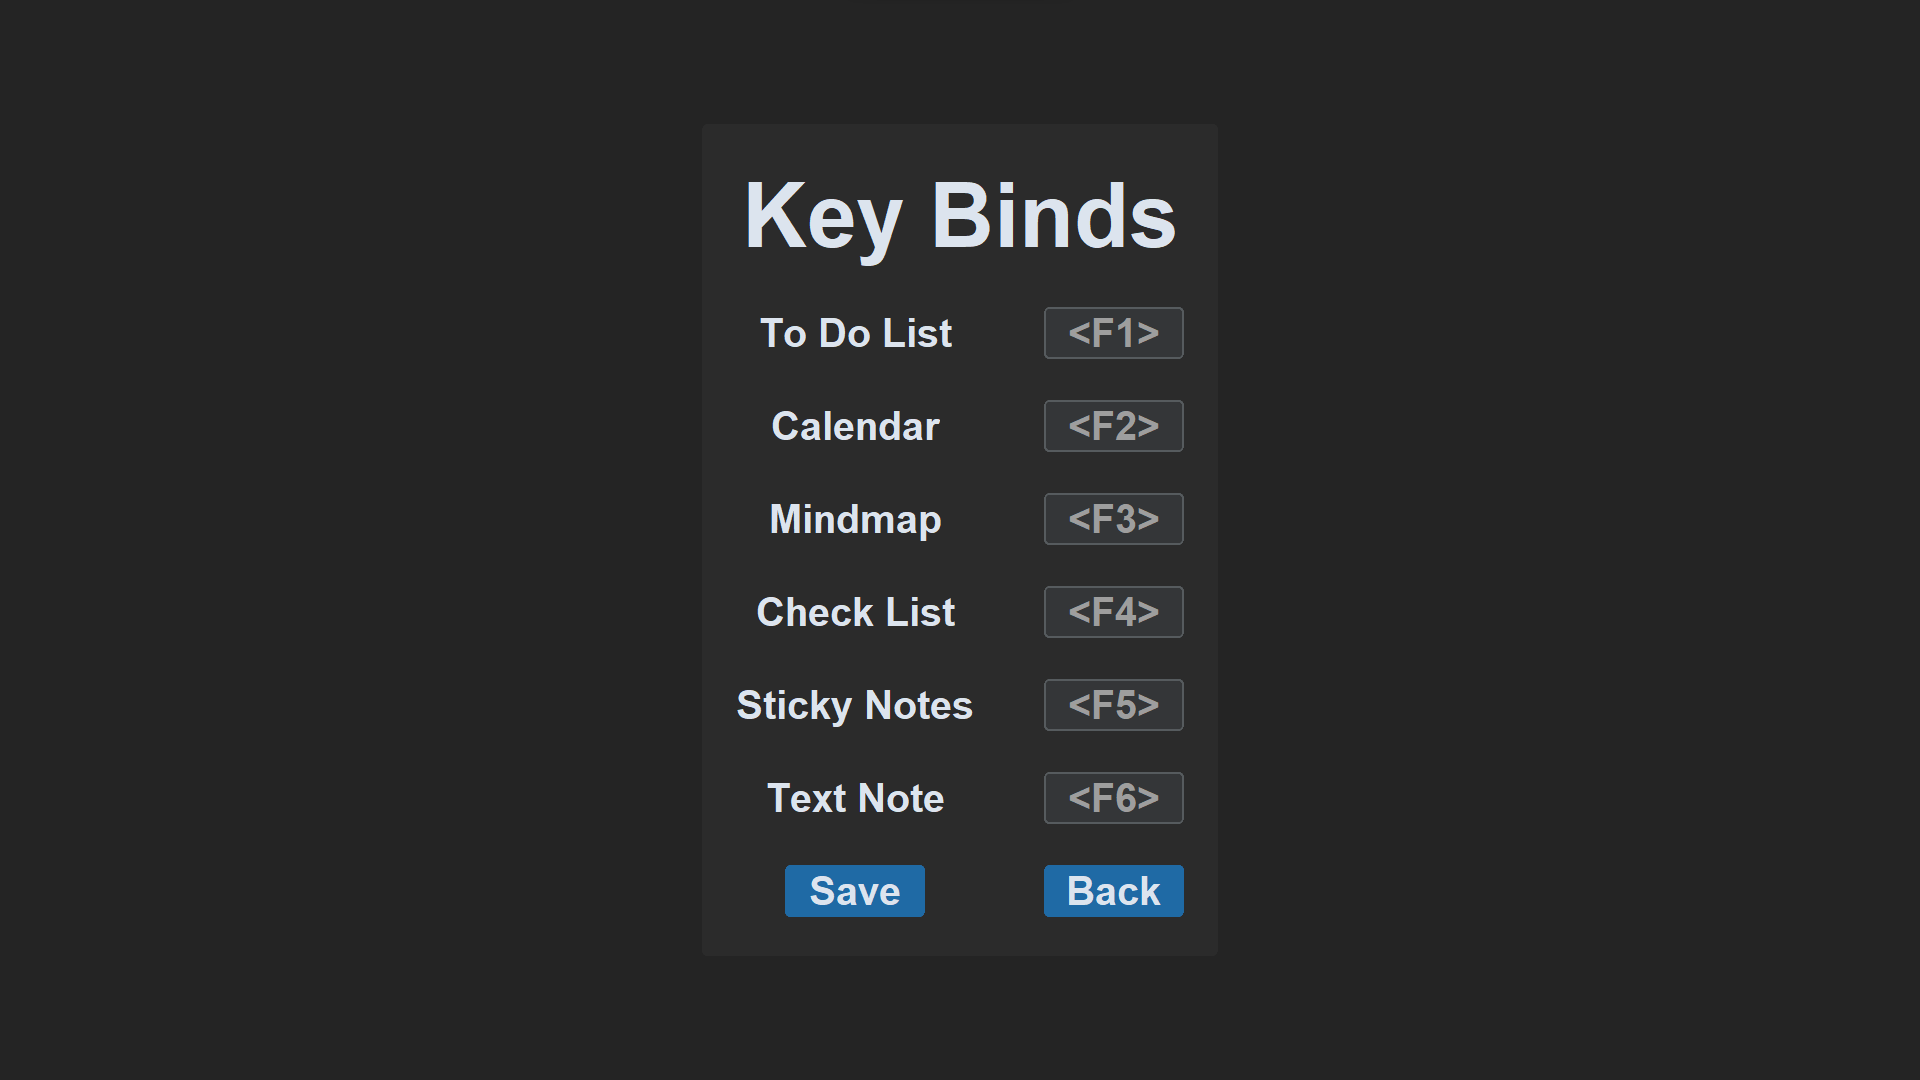 Key Binds
To Do List <F1>
Calendar <F2>
Mindmap <F3>
Check List <F4>
Sticky Notes <F5>
Text Note <F6>
Save Back